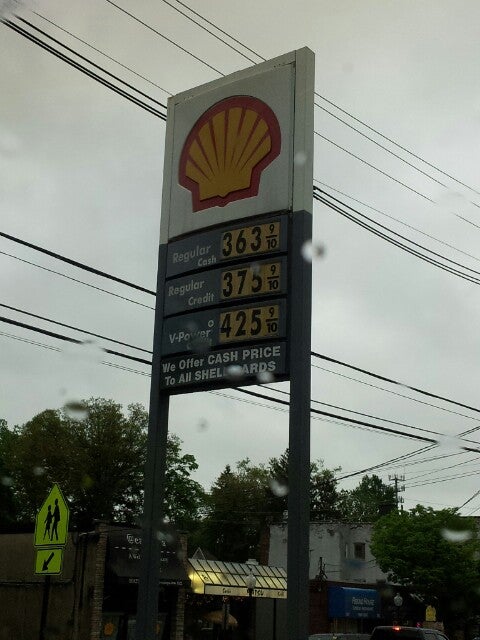 Regular Cash 363 9/10
Regular Credit 375 9/10
V-Power 425 9/10
We Offer CASH PRICE
To All SHELL CARDS